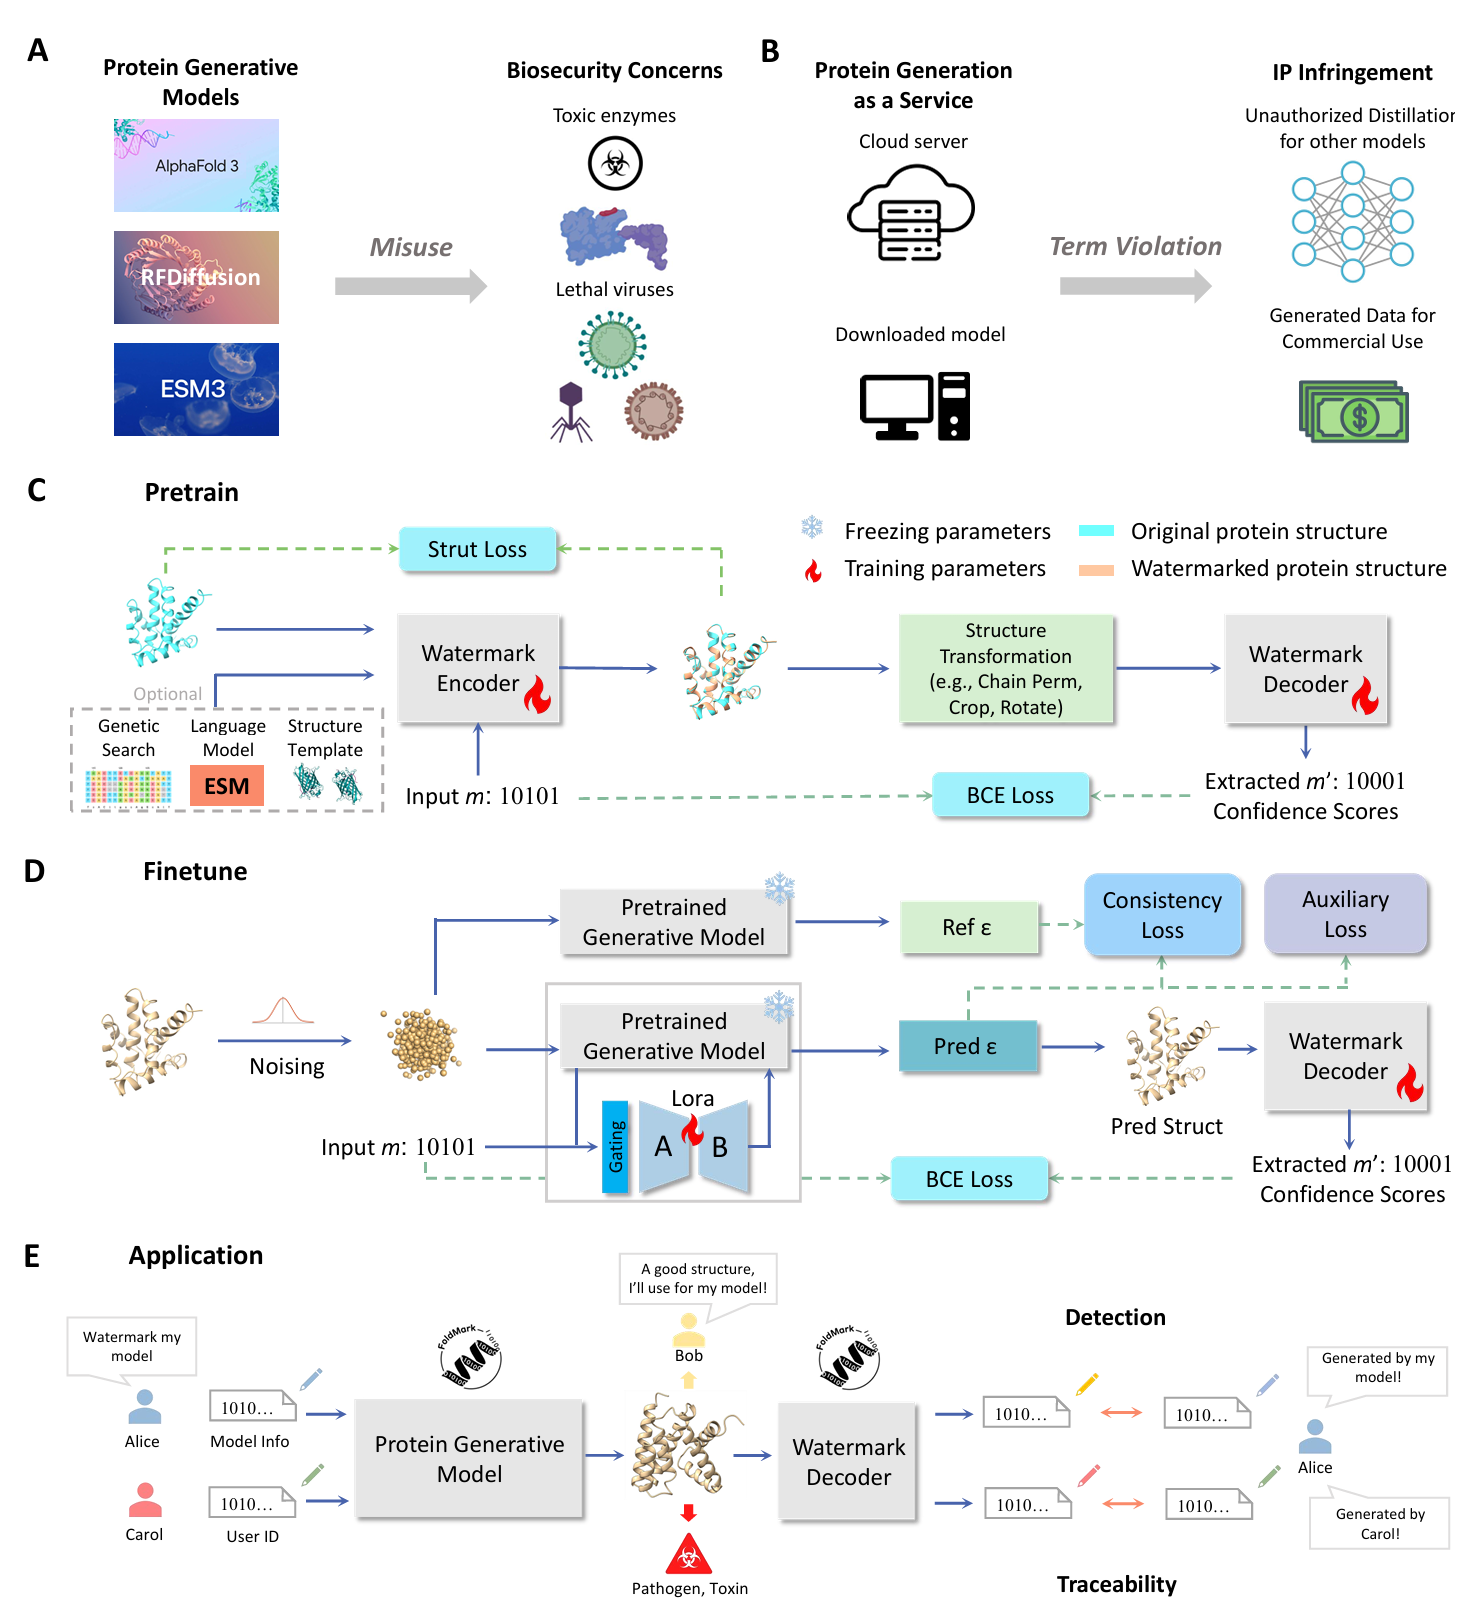 A
Protein Generative
Models
AlphaFold 3
RFDiffusion
ESM3
Misuse
Biosecurity Concerns
Toxic enzymes
Lethal viruses
B
Protein Generation
as a Service
Cloud server
Downloaded model
Term Violation
IP Infringement
Unauthorized Distillation
for other models
Generated Data for
Commercial Use
$
C
Pretrain
Strut Loss
Freezing parameters
Original protein structure
Training parameters
Watermarked protein structure
Optional
Genetic
Search
Language
Model
ESM
Structure
Template
Watermark
Encoder
Input m: 10101
Structure
Transformation
(e.g., Chain Perm,
Crop, Rotate)
Watermark
Decoder
BCE Loss
Extracted m’: 10001
Confidence Scores
D
Finetune
Noising
Pretrained
Generative Model
Ref ε
Consistency
Loss
Auxiliary
Loss
Pretrained
Generative Model
Pred ε
Pred Struct
Watermark
Decoder
Input m: 10101
Gating
Lora
A
B
BCE Loss
Extracted m’: 10001
Confidence Scores
E
Application
Watermark my
model
Alice
1010…
Model Info
Carol
1010…
User ID
FoldMark
Protein Generative
Model
A good structure,
I’ll use for my model!
Bob
Pathogen, Toxin
FoldMark
Watermark
Decoder
Detection
1010…
1010…
Generated by my
model!
Alice
1010…
1010…
Generated by
Carol!
Traceability